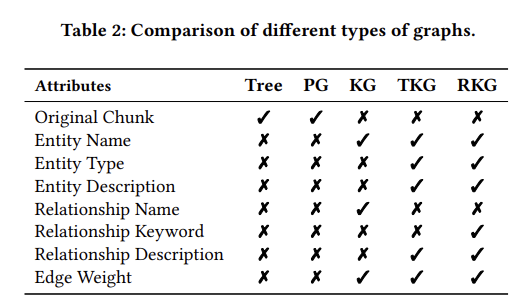 Table 2: Comparison of different types of graphs.
Attributes Tree PG KG TKG RKG
Original Chunk ✓ ✓ ✗ ✗ ✗
Entity Name ✗ ✗ ✓ ✓ ✓
Entity Type ✗ ✗ ✗ ✓ ✓
Entity Description ✗ ✗ ✗ ✓ ✓
Relationship Name ✗ ✗ ✓ ✗ ✗
Relationship Keyword ✗ ✗ ✗ ✗ ✓
Relationship Description ✗ ✗ ✗ ✓ ✓
Edge Weight ✗ ✗ ✓ ✓ ✓